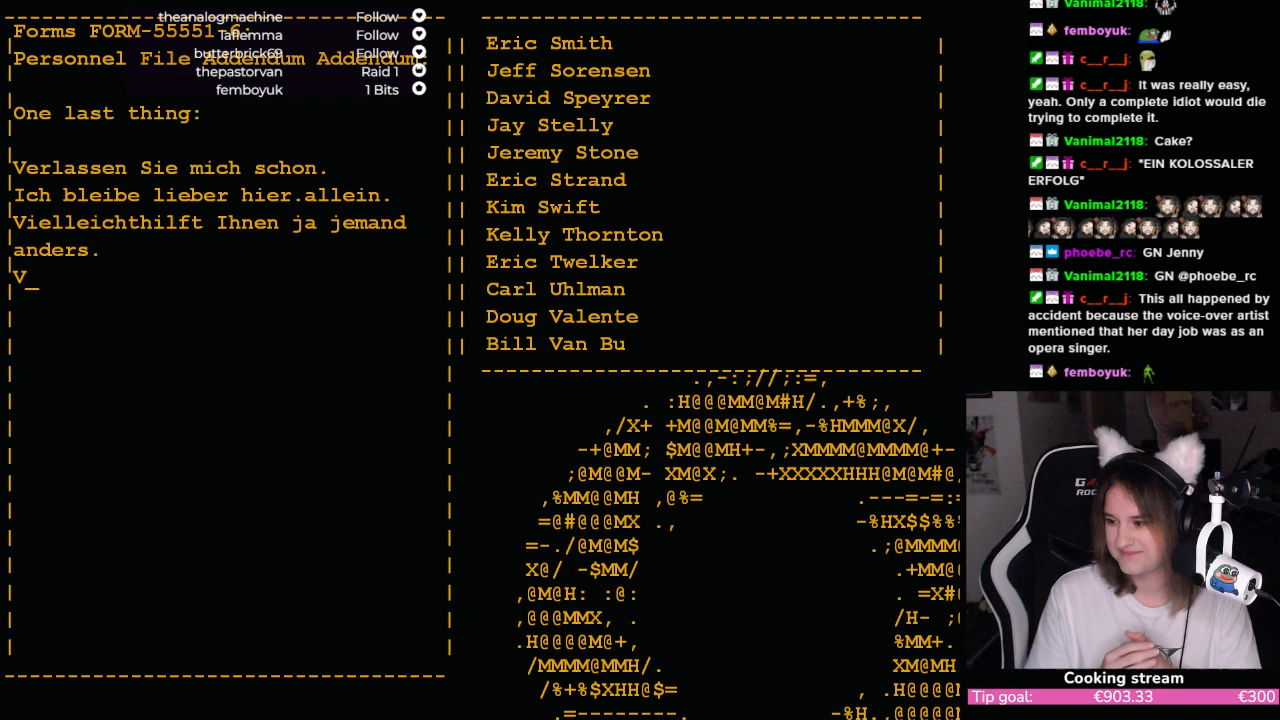 Forms FORM-55551-6:
Personnel File Addendum Addendum:
One last thing:
Verlassen Sie mich schon.
Ich bleibe lieber hier.allein.
Vielleichthilft Ihnen ja jemand
anders.
V_
theanalogmachine Follow
Tallemma Follow
butterbrick69 Follow
thepastorvan Raid 1
femboyuk 1 Bits
Eric Smith
Jeff Sorensen
David Speyrer
Jay Stelly
Jeremy Stone
Eric Strand
Kim Swift
Kelly Thornton
Eric Twelker
Carl Uhlman
Doug Valente
Bill Van Bu
Vanimal2118:
femboyuk:
c__r__j:
c__r__j: It was really easy,
yeah. Only a complete idiot would die
trying to complete it.
Vanimal2118: Cake?
c__r__j: "EIN KOLOSSALER
ERFOLG"
Vanimal2118:
phoebe_rc: GN Jenny
Vanimal2118: GN @phoebe_rc
c__r__j: This all happened by
accident because the voice-over artist
mentioned that her day job was as an
opera singer.
femboyuk:
Cooking stream
Tip goal: €903.33 €300